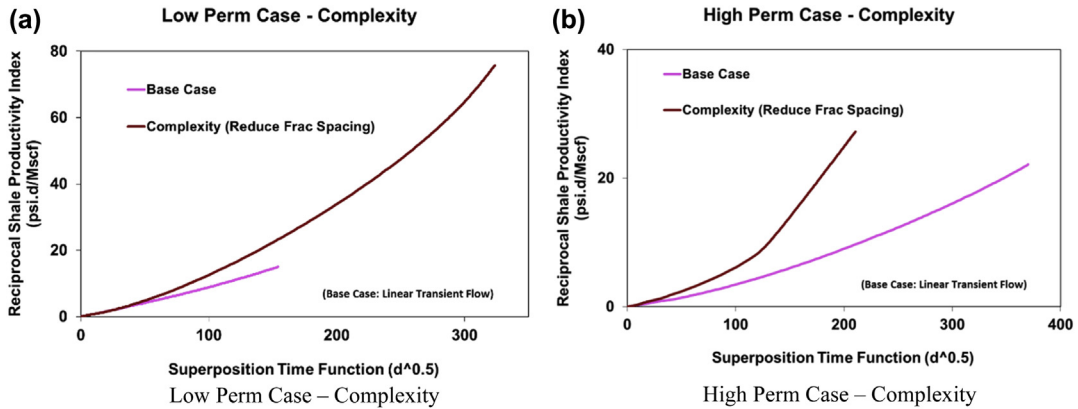 (a)
Low Perm Case - Complexity
Reciprocal Shale Productivity Index
(psi.d/Mscf)
80
60
40
20
0
Base Case
Complexity (Reduce Frac Spacing)
(Base Case: Linear Transient Flow)
0 100 200 300
Superposition Time Function (d^0.5)
Low Perm Case – Complexity
(b)
High Perm Case - Complexity
Reciprocal Shale Productivity Index
(psi.d/Mscf)
40
20
0
Base Case
Complexity (Reduce Frac Spacing)
(Base Case: Linear Transient Flow)
0 100 200 300 400
Superposition Time Function (d^0.5)
High Perm Case – Complexity